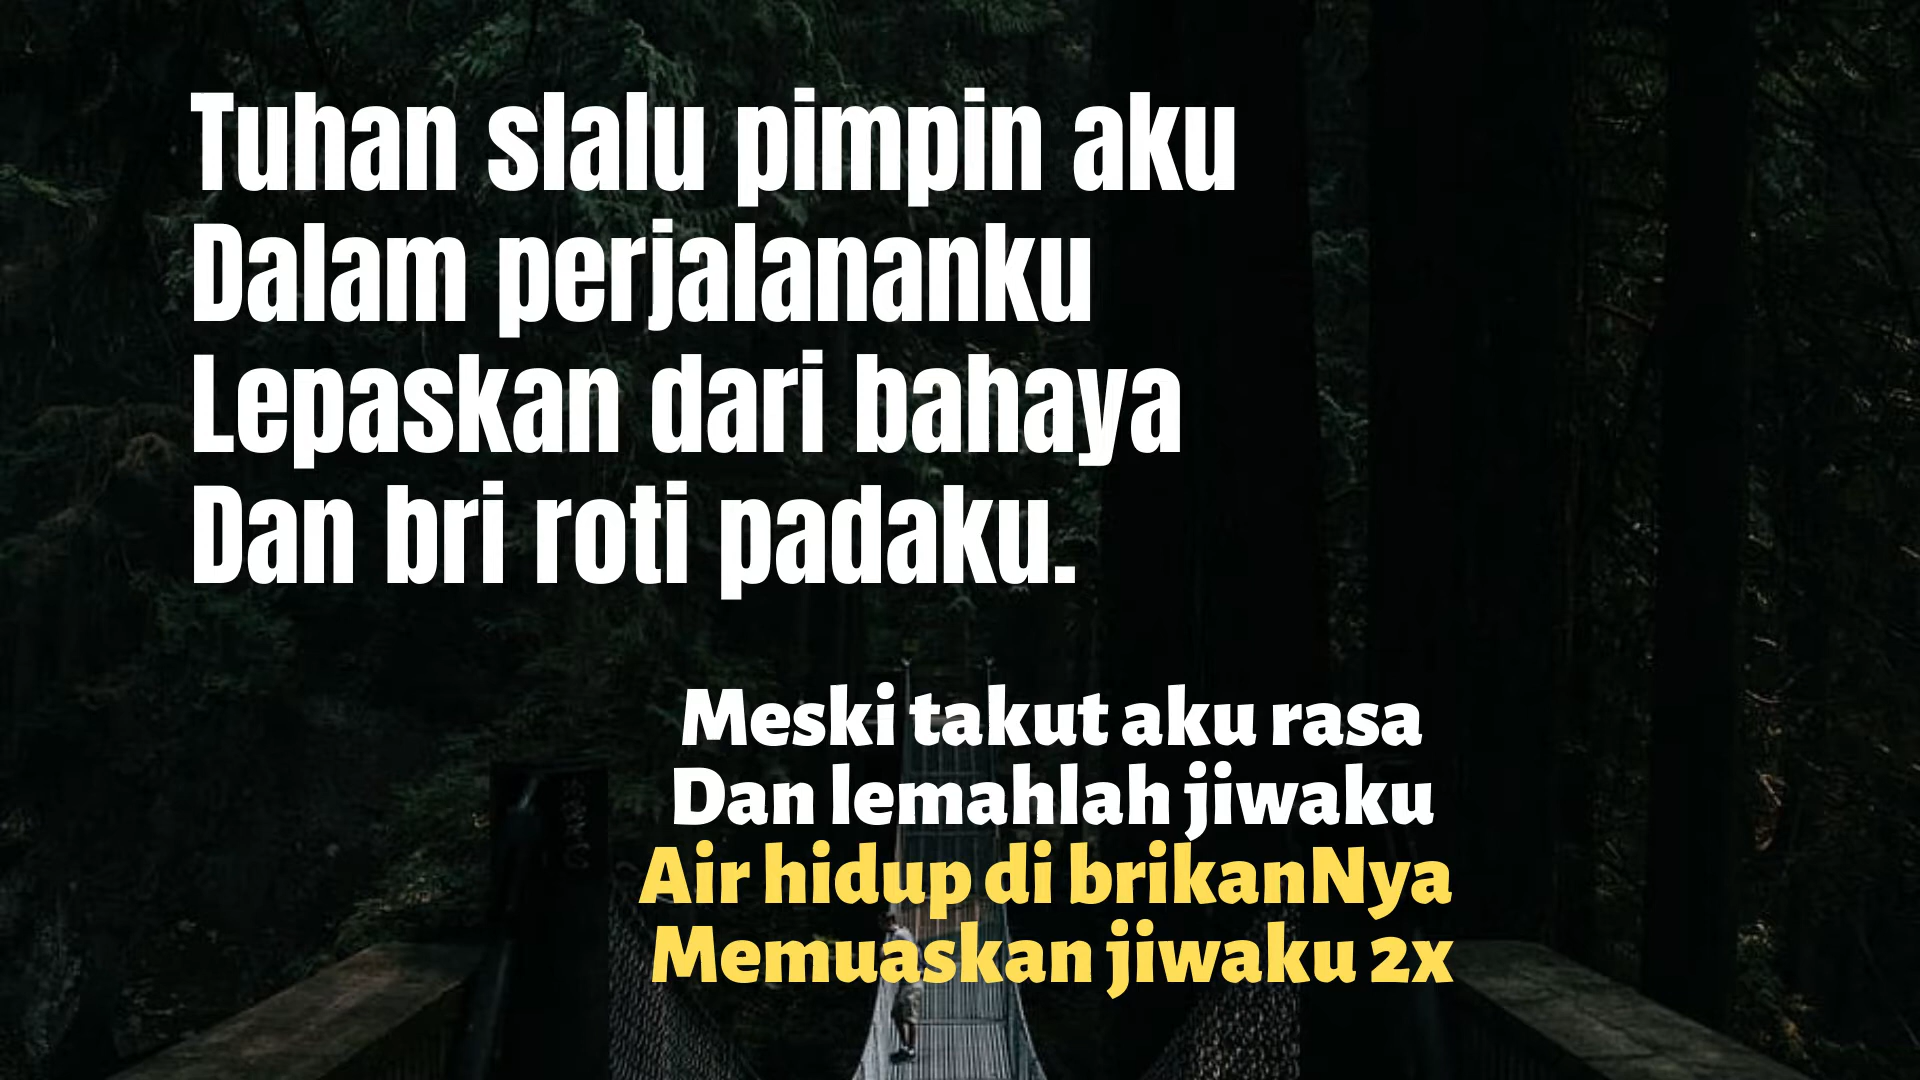 Tuhan slalu pimpin aku
Dalam perjalananku
Lepaskan dari bahaya
Dan bri roti padaku.
Meski takut aku rasa
Dan lemahlah jiwaku
Air hidup di brikanNya
Memuaskan jiwaku 2x